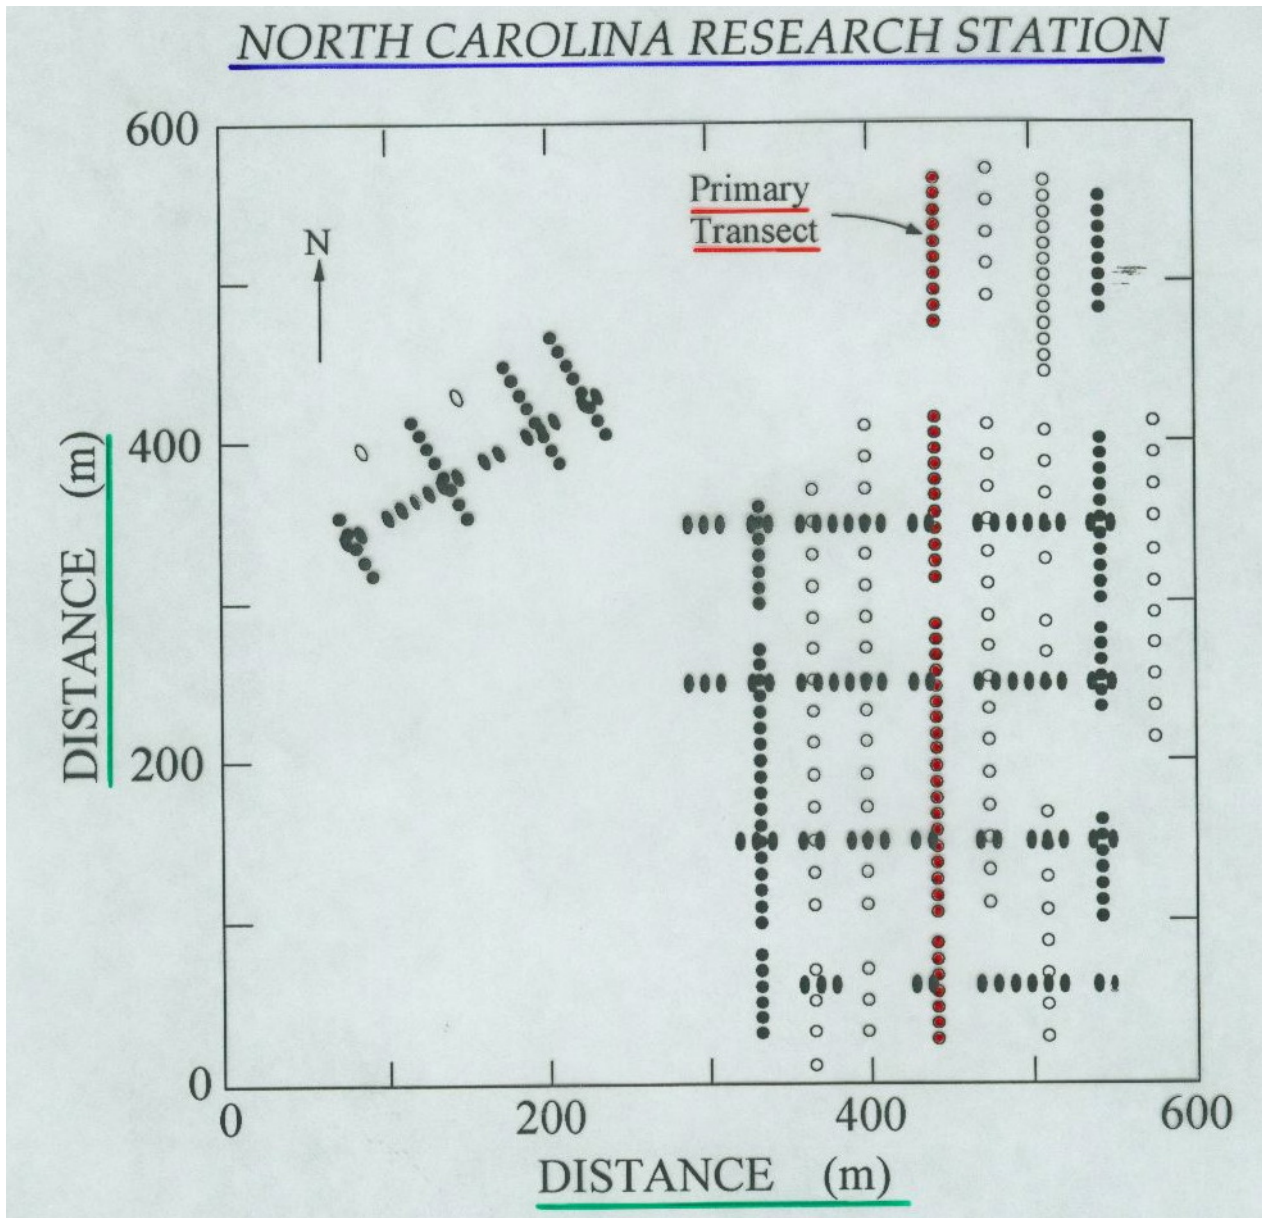 NORTH CAROLINA RESEARCH STATION
600
Primary
Transect
N
400
200
0
DISTANCE (m)
0
200
400
600
DISTANCE (m)